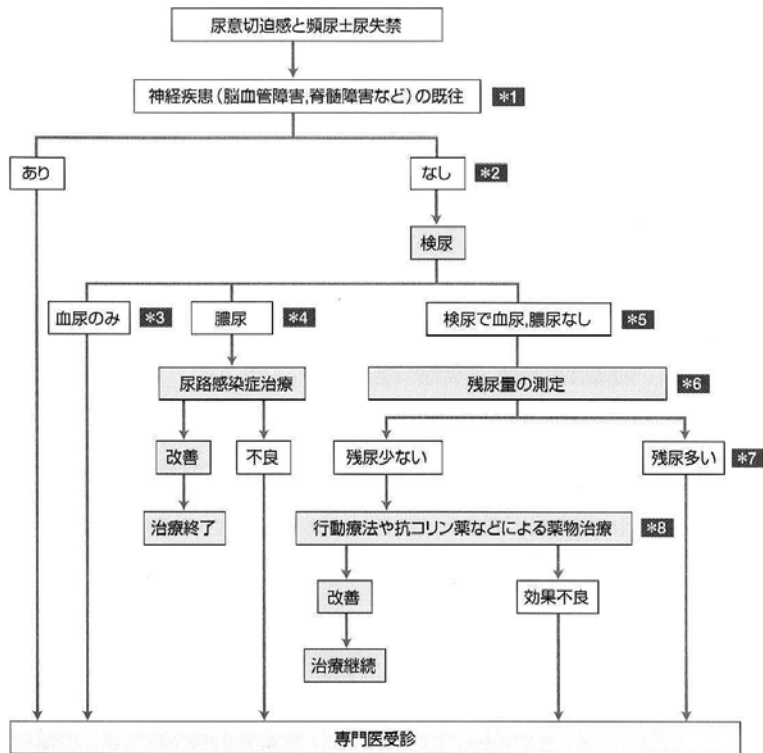 尿意切迫感と頻尿士尿失禁
神経疾患(脳血管障害,脊髄障害など)の既往 *1
あり
なし *2
検尿
血尿のみ *3
膿尿 *4
検尿で血尿,膿尿なし *5
尿路感染症治療
残尿量の測定 *6
改善
不良
残尿少ない
残尿多い *7
治療終了
行動療法や抗コリン薬などによる薬物治療 *8
改善
効果不良
治療継続
専門医受診